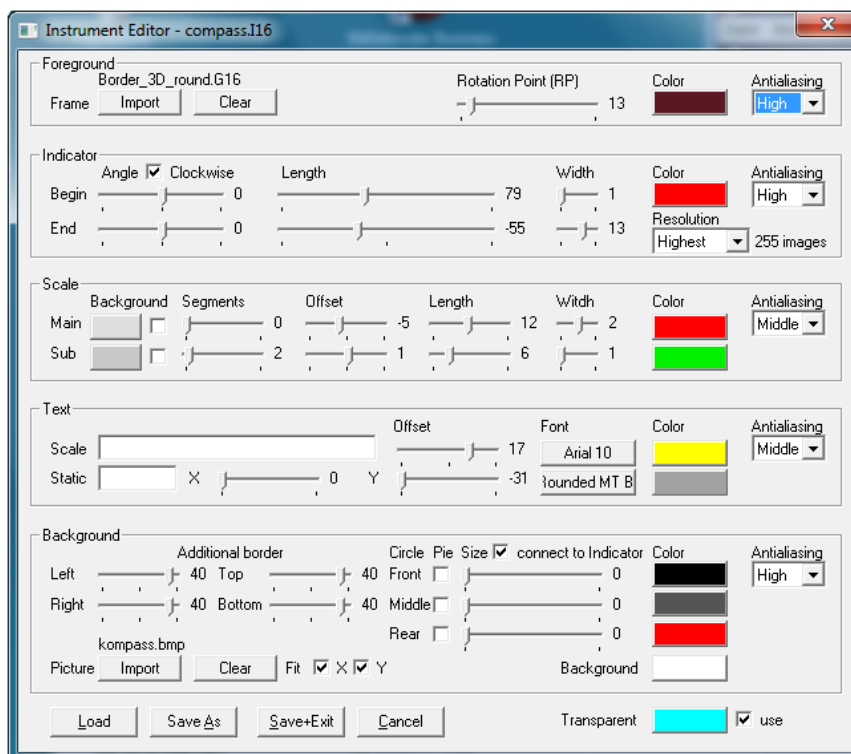 Instrument Editor - compass.I16
Foreground
Border_3D_round.G16 Rotation Point (RP) Color Antialiasing
Frame Import Clear 13 High
Indicator
Angle Clockwise Length Width Color Antialiasing
Begin 0 79 1 High
Resolution
End 0 -55 13 Highest 255 images
Scale
Background Segments Offset Length Witdh Color Antialiasing
Main 0 -5 12 2 Middle
Sub 2 1 6 1
Text
Offset Font Color Antialiasing
Scale 17 Arial 10 Middle
Static X 0 Y -31 Rounded MT B
Background
Additional border Circle Pie Size connect to Indicator Color Antialiasing
Left 40 Top 40 Front 0 High
Right 40 Bottom 40 Middle 0
Rear 0
kompass.bmp
Picture Import Clear Fit X Y Background
Load Save As Save+Exit Cancel Transparent use